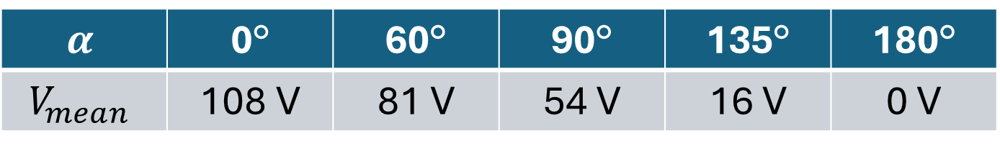 α 0° 60° 90° 135° 180°
V_mean 108 V 81 V 54 V 16 V 0 V